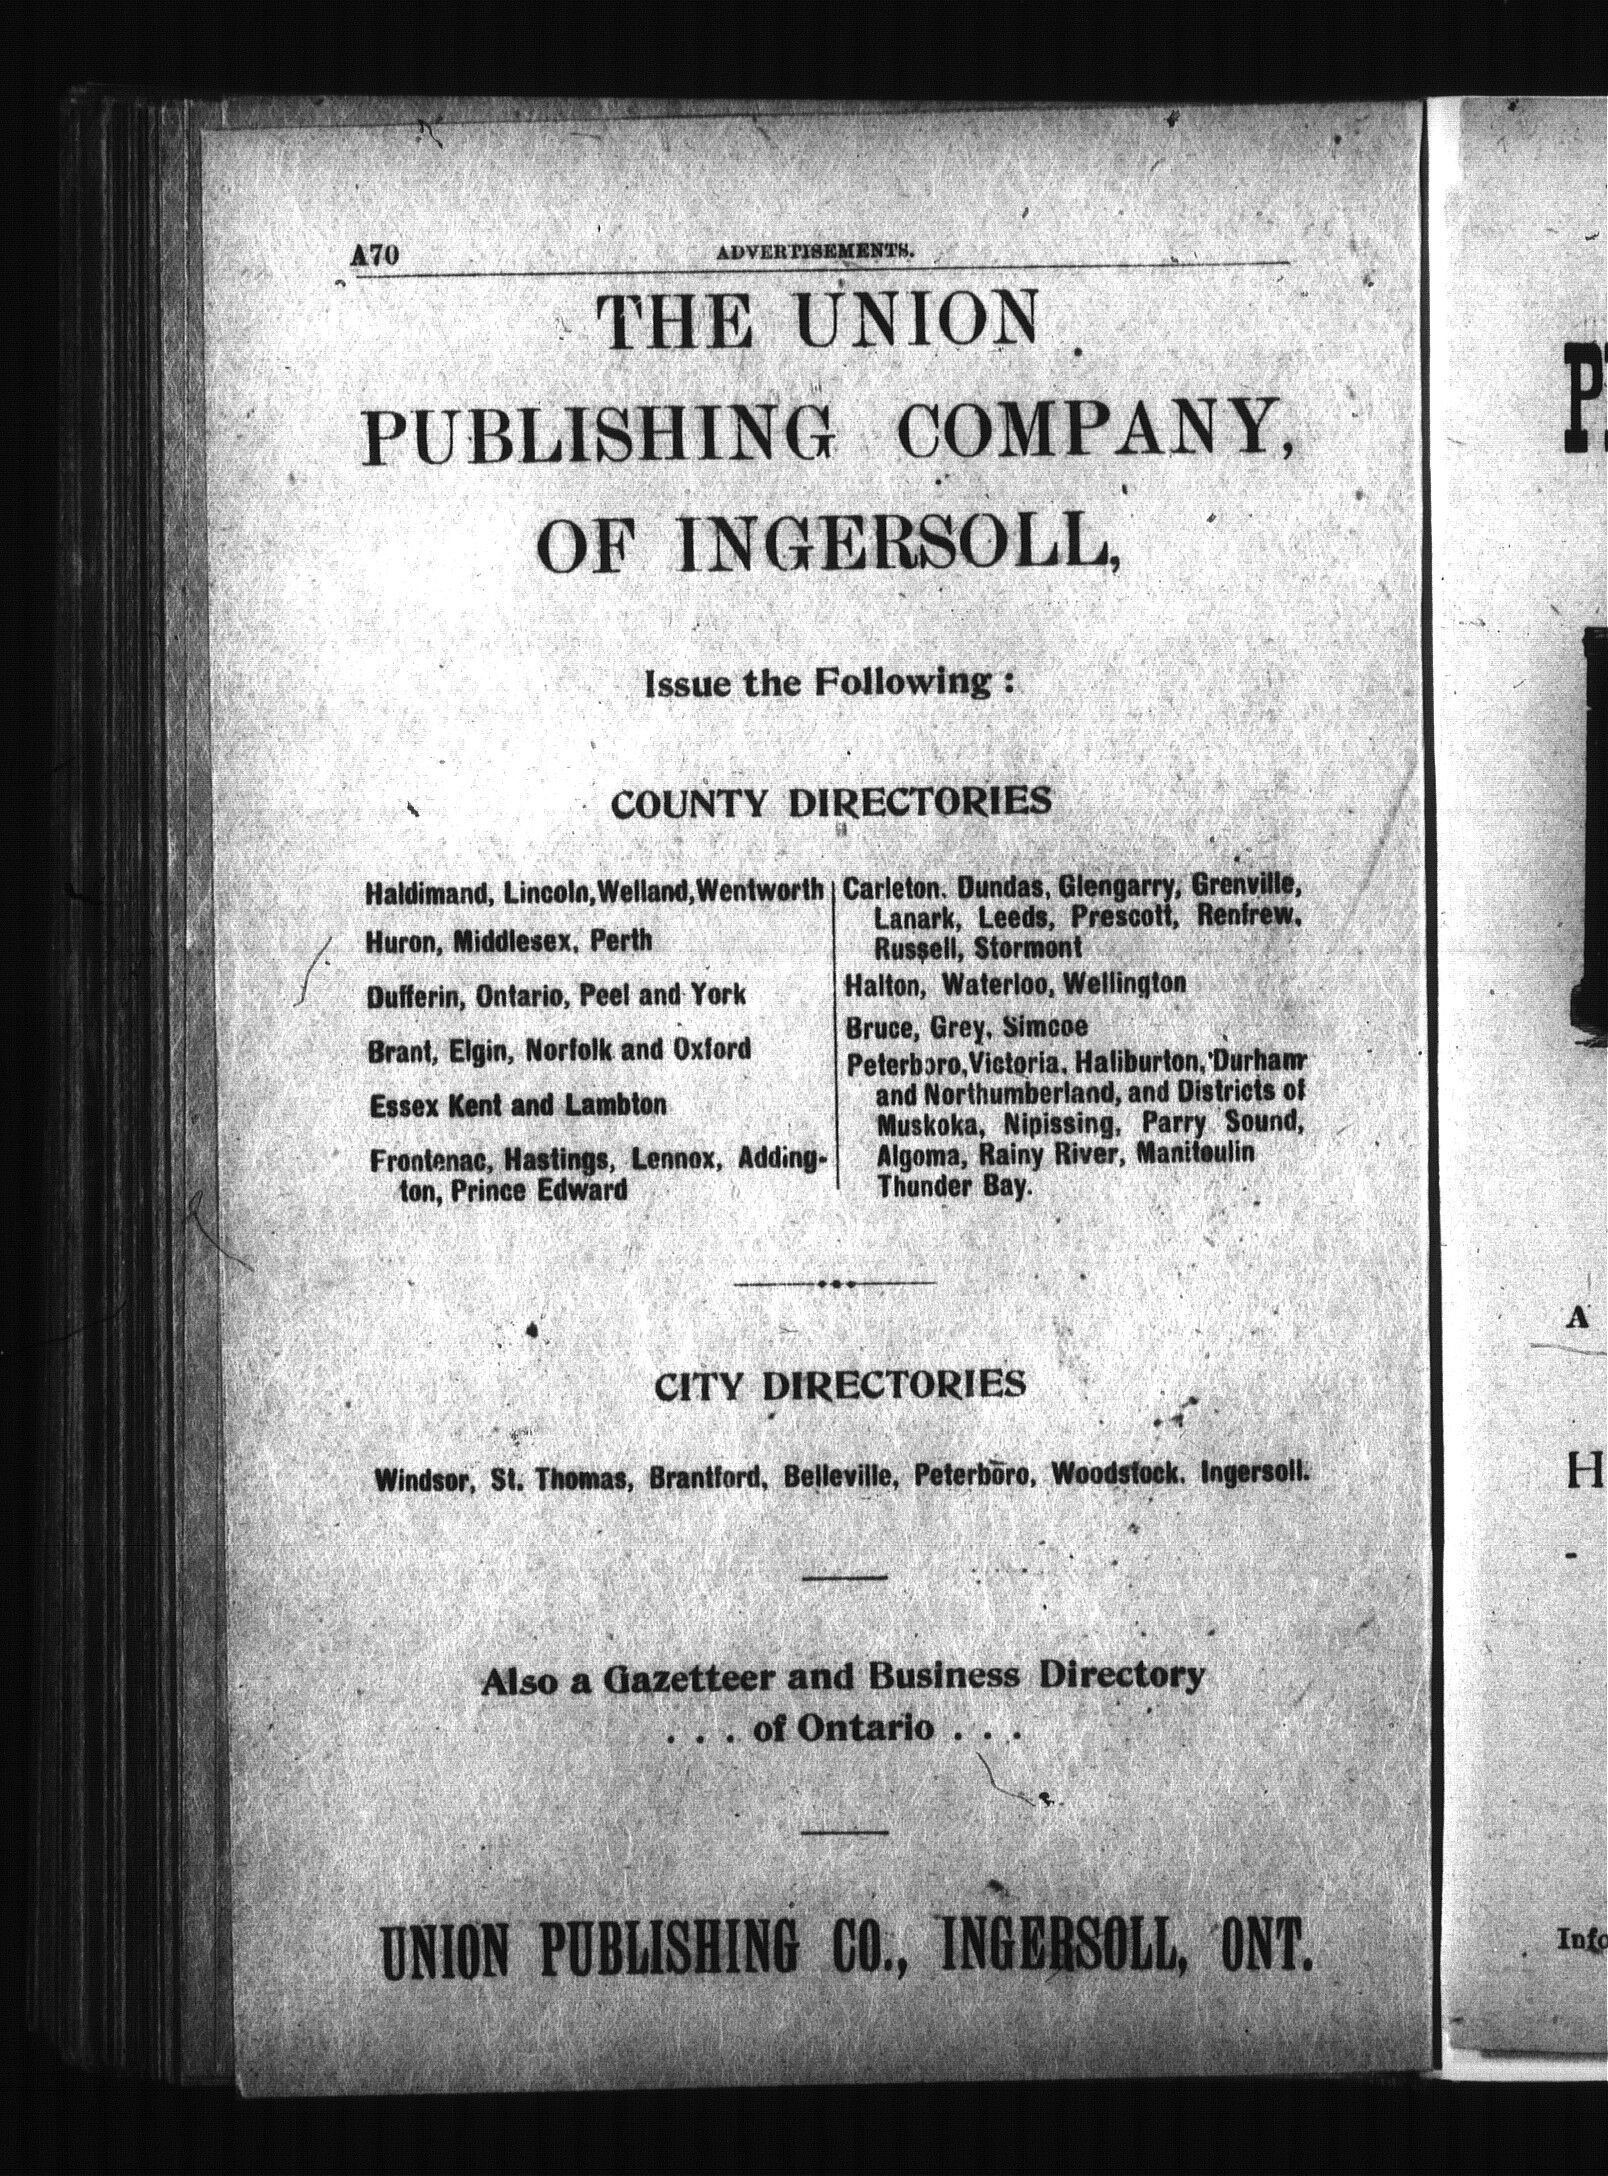 A70
ADVERTISEMENTS.
THE UNION
PUBLISHING COMPANY,
OF INGERSOLL,
Issue the Following :
COUNTY DIRECTORIES
Haldimand, Lincoln, Welland, Wentworth
Huron, Middlesex, Perth
Dufferin, Ontario, Peel and York
Brant, Elgin, Norfolk and Oxford
Essex Kent and Lambton
Frontenac, Hastings, Lennox, Adding-
ton, Prince Edward
Carleton. Dundas, Glengarry, Grenville,
Lanark, Leeds, Prescott, Renfrew,
Russell, Stormont
Halton, Waterloo, Wellington
Bruce, Grey, Simcoe
Peterboro, Victoria, Haliburton, Durham
and Northumberland, and Districts of
Muskoka, Nipissing, Parry Sound,
Algoma, Rainy River, Manitoulin
Thunder Bay.
CITY DIRECTORIES
Windsor, St. Thomas, Brantford, Belleville, Peterboro, Woodstock. Ingersoll.
Also a Gazetteer and Business Directory
. . . of Ontario . . .
UNION PUBLISHING CO., INGERSOLL, ONT.
A
H
-
Info